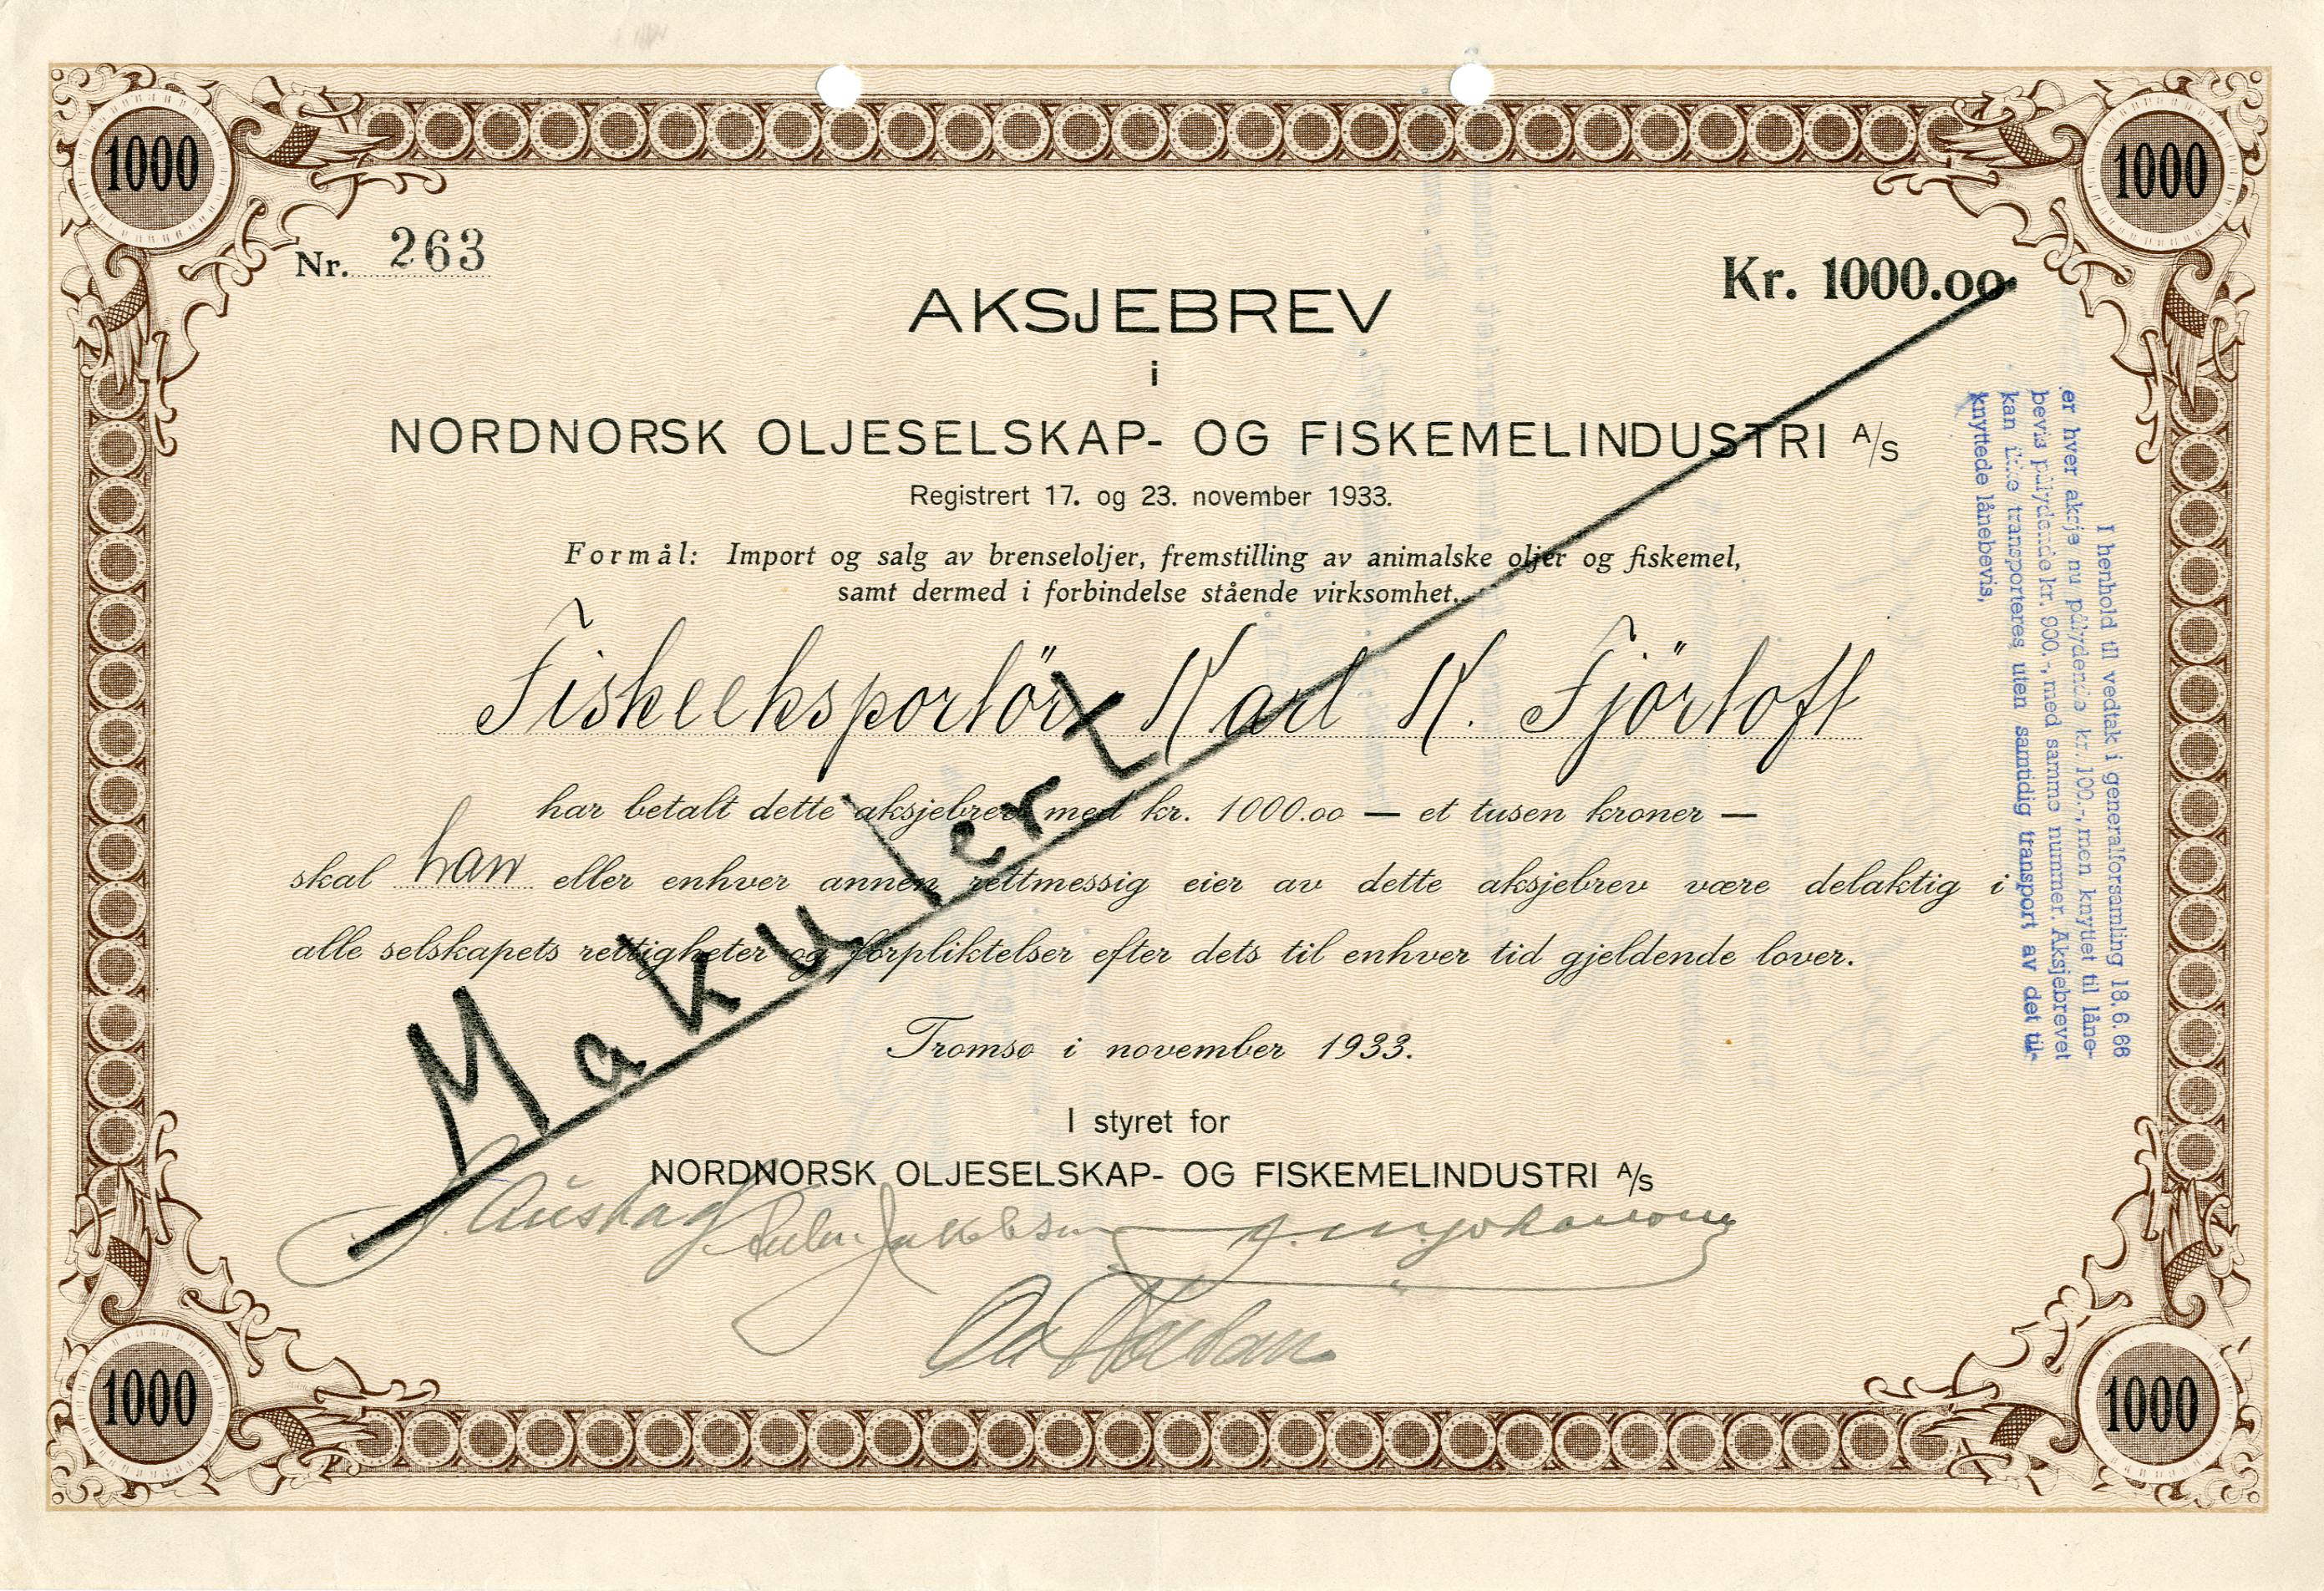 1000
1000
Nr. 263
Kr. 1000.00
AKSJEBREV
i
NORDNORSK OLJESELSKAP- OG FISKEMELINDUSTRI A/S
Registrert 17. og 23. november 1933.
Formål: Import og salg av brenseloljer, fremstilling av animalske oljer og fiskemel,
samt dermed i forbindelse stående virksomhet.
Fiskeeksportör Karl K. Fjörtoft
har betalt dette aksjebrev med kr. 1000.00 — et tusen kroner —
skal han eller enhver annen rettmessig eier av dette aksjebrev være delaktig i
alle selskapets rettigheter og forpliktelser efter dets til enhver tid gjeldende lover.
Makulert
Tromsø i november 1933.
I styret for
NORDNORSK OLJESELSKAP- OG FISKEMELINDUSTRI A/S
I henhold til vedtak i generalforsamling 18.6.66
er hver aksje nu pålydende kr. 100.-, men knyttet til låne-
bevis pålydende kr. 900.-, med samme nummer. Aksjebrevet
kan ikke transporteres uten samtidig transport av det til-
knyttede lånebevis.
1000
1000